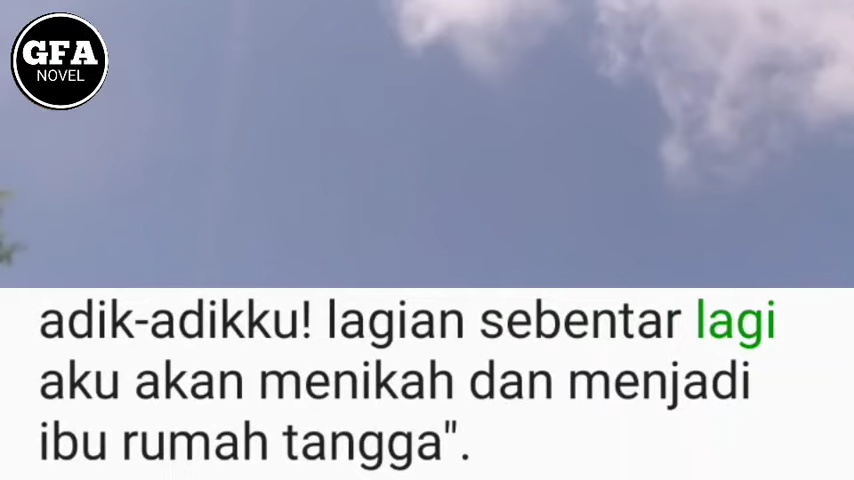 GFA
NOVEL
adik-adikku! lagian sebentar lagi
aku akan menikah dan menjadi
ibu rumah tangga".